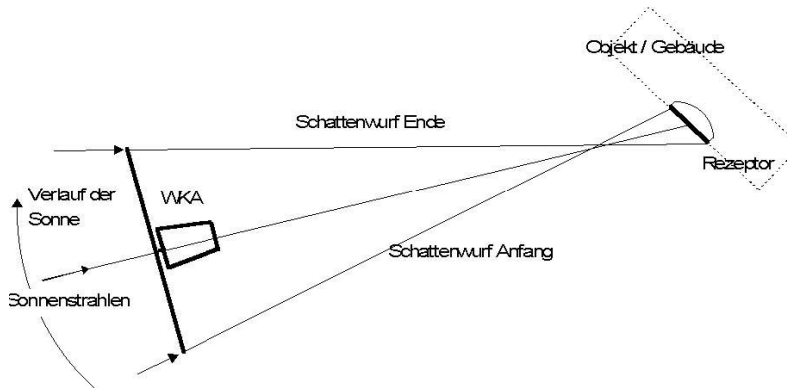 Objekt / Gebäude
Schattenwurf Ende
Rezeptor
Verlauf der
Sonne
WKA
Schattenwurf Anfang
Sonnenstrahlen